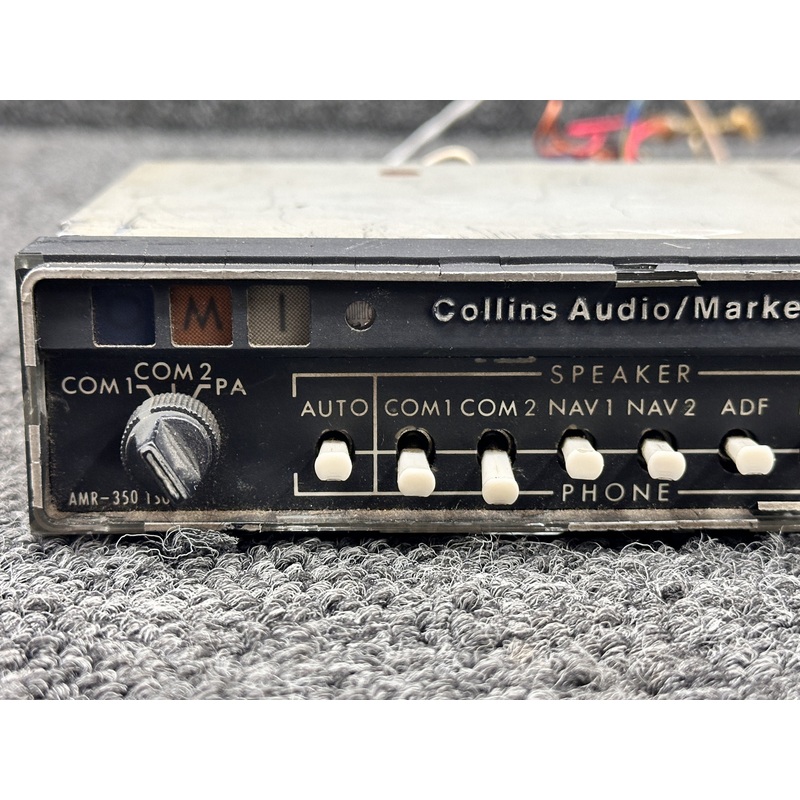 M I
Collins Audio/Marke
COM 1 COM 2 PA
SPEAKER
AUTO COM 1 COM 2 NAV 1 NAV 2 ADF
AMR-350
PHONE